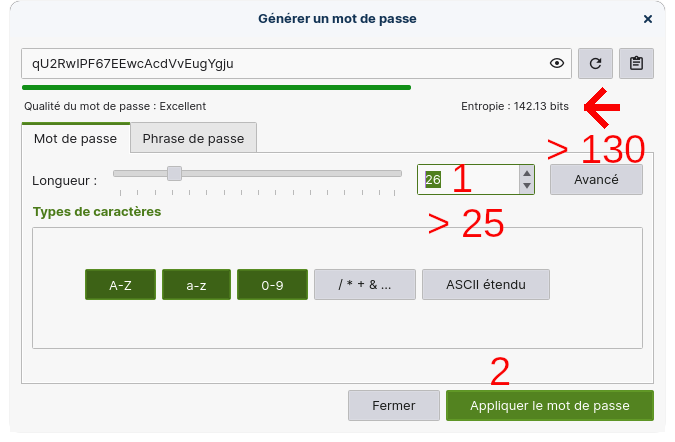 Générer un mot de passe
qU2RwIPF67EEwcAcdVvEugYgju
Qualité du mot de passe : Excellent
Entropie : 142.13 bits
> 130
Mot de passe
Phrase de passe
Longueur :
26
1
Avancé
> 25
Types de caractères
A-Z
a-z
0-9
/ * + & ...
ASCII étendu
2
Fermer
Appliquer le mot de passe